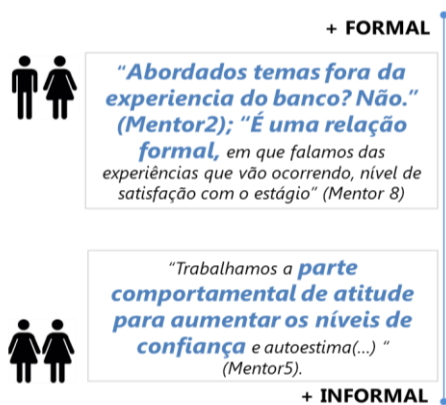 + FORMAL
“Abordados temas fora da
experiencia do banco? Não.”
(Mentor2); “É uma relação
formal, em que falamos das
experiências que vão ocorrendo, nível de
satisfação com o estágio” (Mentor 8)
“Trabalhamos a parte
comportamental de atitude
para aumentar os níveis de
confiança e autoestima(...) “
(Mentor5).
+ INFORMAL